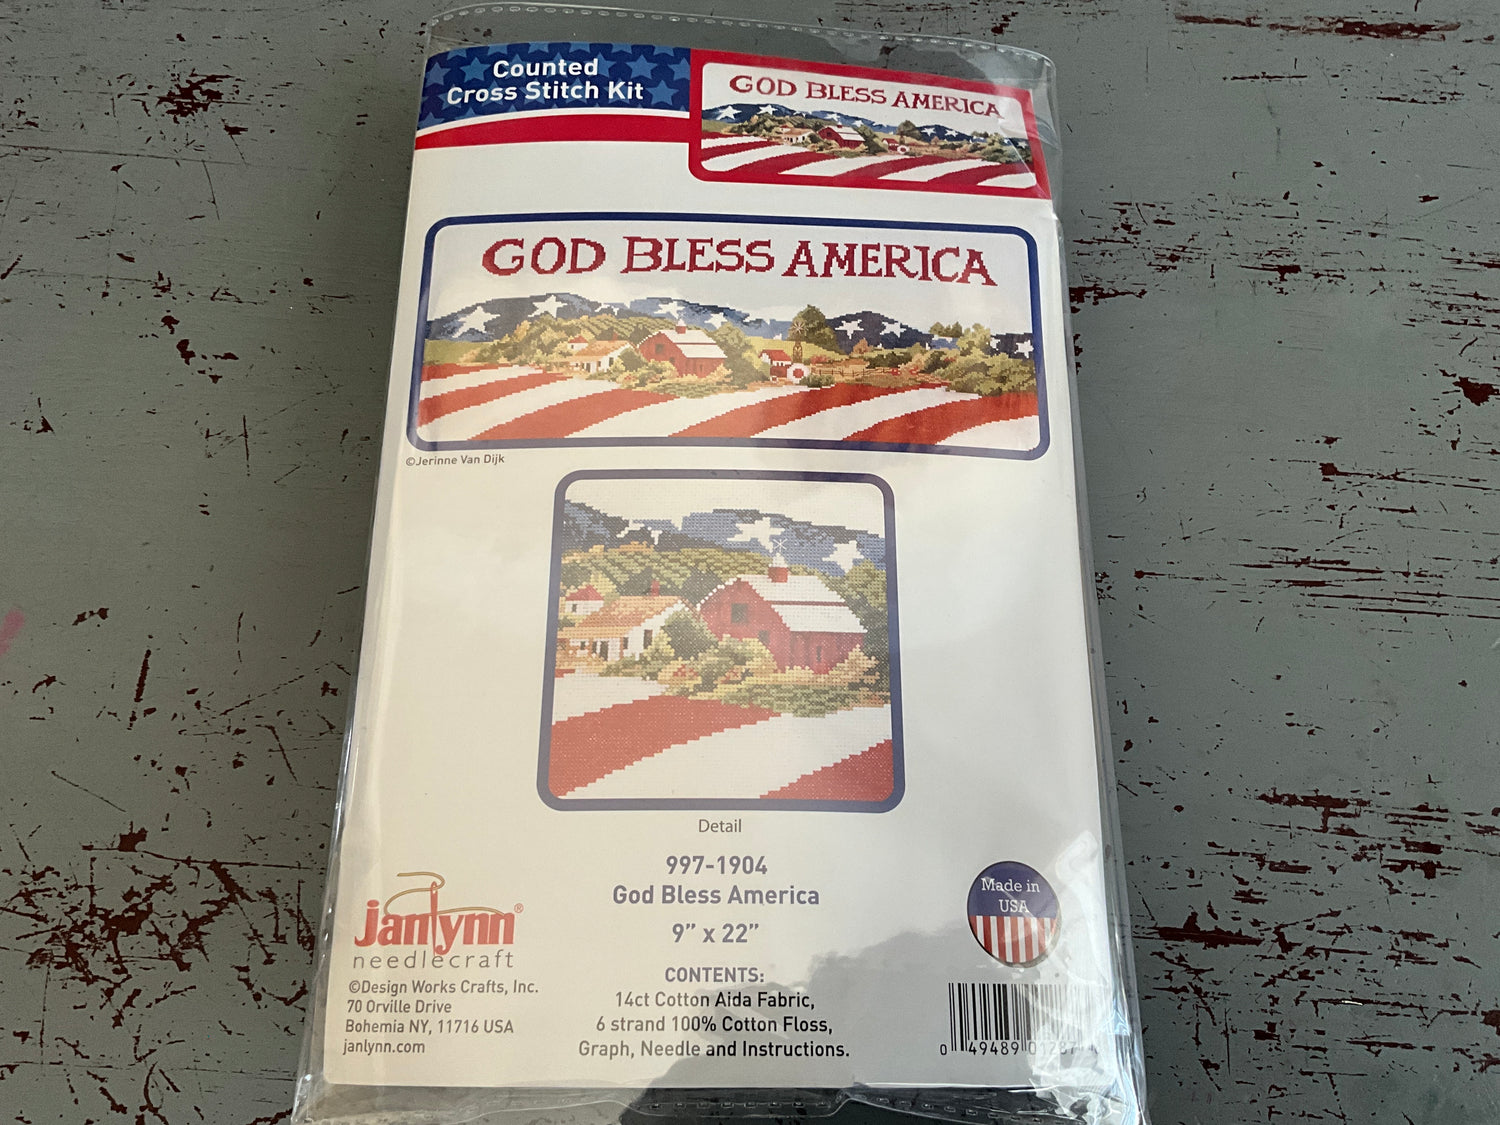 Counted
Cross Stitch Kit
GOD BLESS AMERICA
GOD BLESS AMERICA
©Jerinne Van Dijk
Detail
997-1904
God Bless America
9” x 22”
CONTENTS:
14ct Cotton Aida Fabric,
6 strand 100% Cotton Floss,
Graph, Needle and Instructions.
janlynn®
needlecraft
©Design Works Crafts, Inc.
70 Orville Drive
Bohemia NY, 11716 USA
janlynn.com
Made in
USA
0 49489